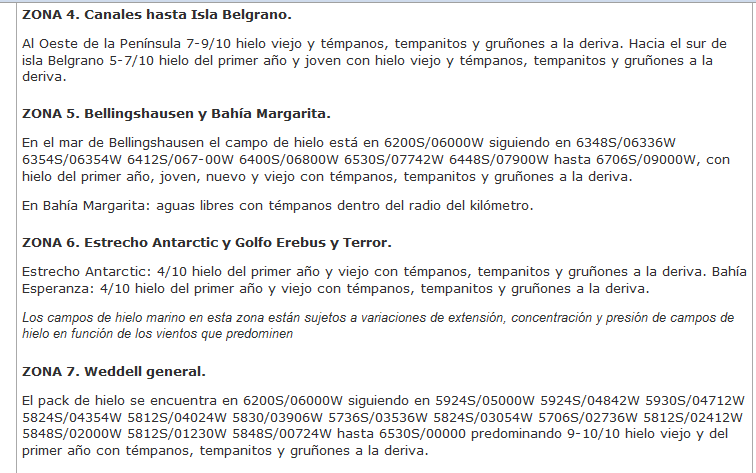 ZONA 4. Canales hasta Isla Belgrano.
Al Oeste de la Península 7-9/10 hielo viejo y témpanos, tempanitos y gruñones a la deriva. Hacia el sur de
isla Belgrano 5-7/10 hielo del primer año y joven con hielo viejo y témpanos, tempanitos y gruñones a la
deriva.
ZONA 5. Bellingshausen y Bahía Margarita.
En el mar de Bellingshausen el campo de hielo está en 6200S/06000W siguiendo en 6348S/06336W
6354S/06354W 6412S/067-00W 6400S/06800W 6530S/07742W 6448S/07900W hasta 6706S/09000W, con
hielo del primer año, joven, nuevo y viejo con témpanos, tempanitos y gruñones a la deriva.
En Bahía Margarita: aguas libres con témpanos dentro del radio del kilómetro.
ZONA 6. Estrecho Antarctic y Golfo Erebus y Terror.
Estrecho Antarctic: 4/10 hielo del primer año y viejo con témpanos, tempanitos y gruñones a la deriva. Bahía
Esperanza: 4/10 hielo del primer año y viejo con témpanos, tempanitos y gruñones a la deriva.
Los campos de hielo marino en esta zona están sujetos a variaciones de extensión, concentración y presión de campos de
hielo en función de los vientos que predominen
ZONA 7. Weddell general.
El pack de hielo se encuentra en 6200S/06000W siguiendo en 5924S/05000W 5924S/04842W 5930S/04712W
5824S/04354W 5812S/04024W 5830/03906W 5736S/03536W 5824S/03054W 5706S/02736W 5812S/02412W
5848S/02000W 5812S/01230W 5848S/00724W hasta 6530S/00000 predominando 9-10/10 hielo viejo y del
primer año con témpanos, tempanitos y gruñones a la deriva.